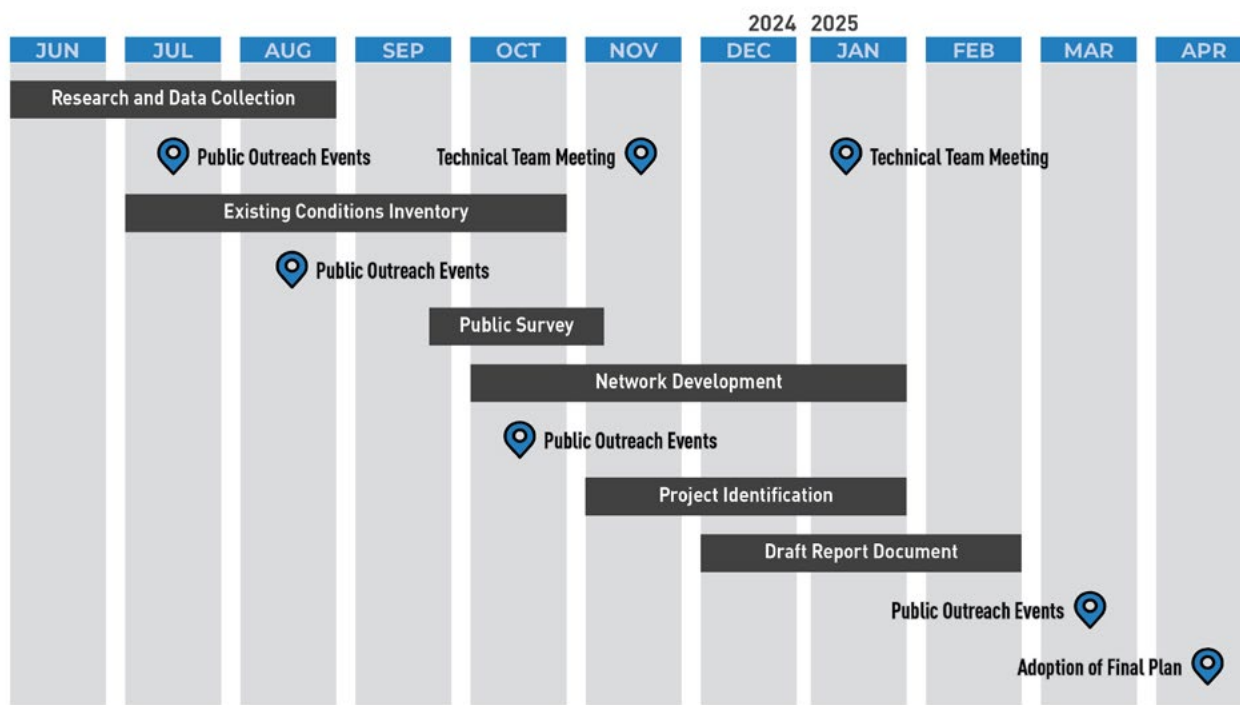 2024 2025
JUN JUL AUG SEP OCT NOV DEC JAN FEB MAR APR
Research and Data Collection
Public Outreach Events Technical Team Meeting Technical Team Meeting
Existing Conditions Inventory
Public Outreach Events
Public Survey
Network Development
Public Outreach Events
Project Identification
Draft Report Document
Public Outreach Events
Adoption of Final Plan